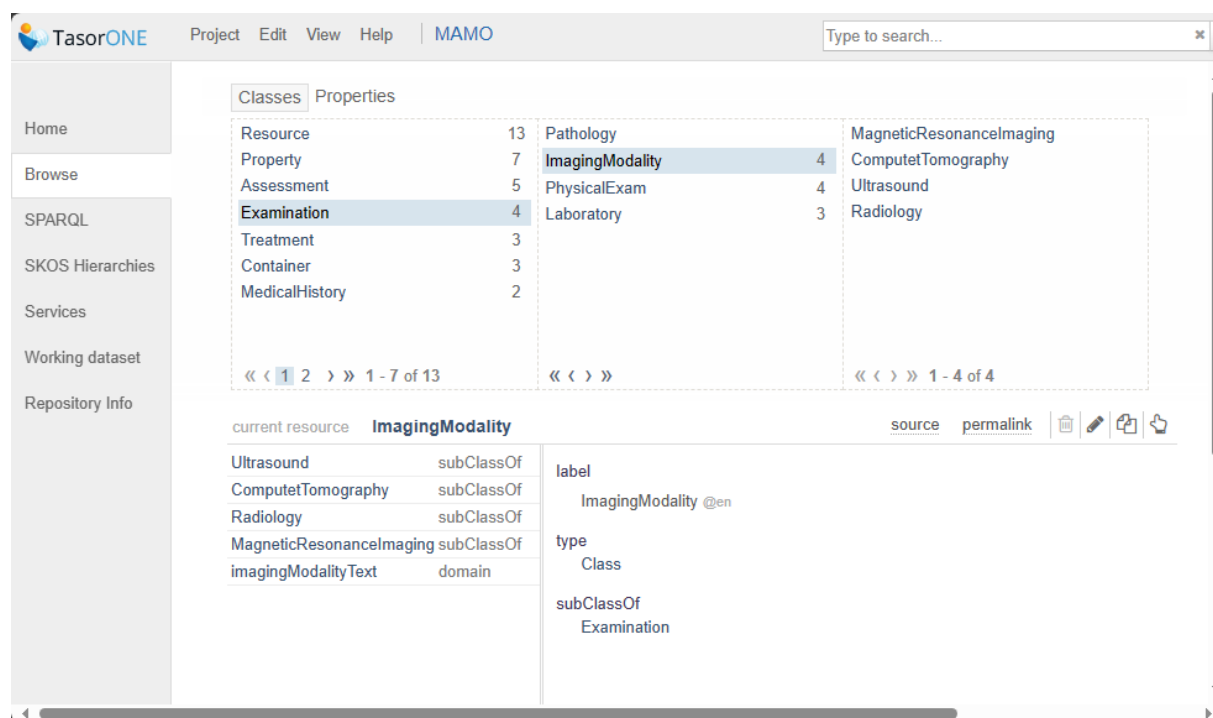 TasorONE Project Edit View Help MAMO Type to search...
Classes Properties
Home
Browse
SPARQL
SKOS Hierarchies
Services
Working dataset
Repository Info
Resource 13
Property 7
Assessment 5
Examination 4
Treatment 3
Container 3
MedicalHistory 2
« ‹ 1 2 › » 1 - 7 of 13
Pathology
ImagingModality 4
PhysicalExam 4
Laboratory 3
« ‹ › »
MagneticResonanceImaging
ComputetTomography
Ultrasound
Radiology
« ‹ › » 1 - 4 of 4
current resource ImagingModality source permalink
Ultrasound subClassOf
ComputetTomography subClassOf
Radiology subClassOf
MagneticResonanceImaging subClassOf
imagingModalityText domain
label
ImagingModality @en
type
Class
subClassOf
Examination